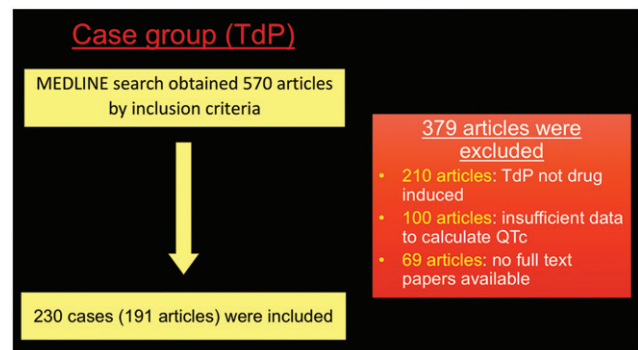 Case group (TdP)
MEDLINE search obtained 570 articles
by inclusion criteria
379 articles were
excluded
• 210 articles: TdP not drug
induced
• 100 articles: insufficient data
to calculate QTc
• 69 articles: no full text
papers available
230 cases (191 articles) were included